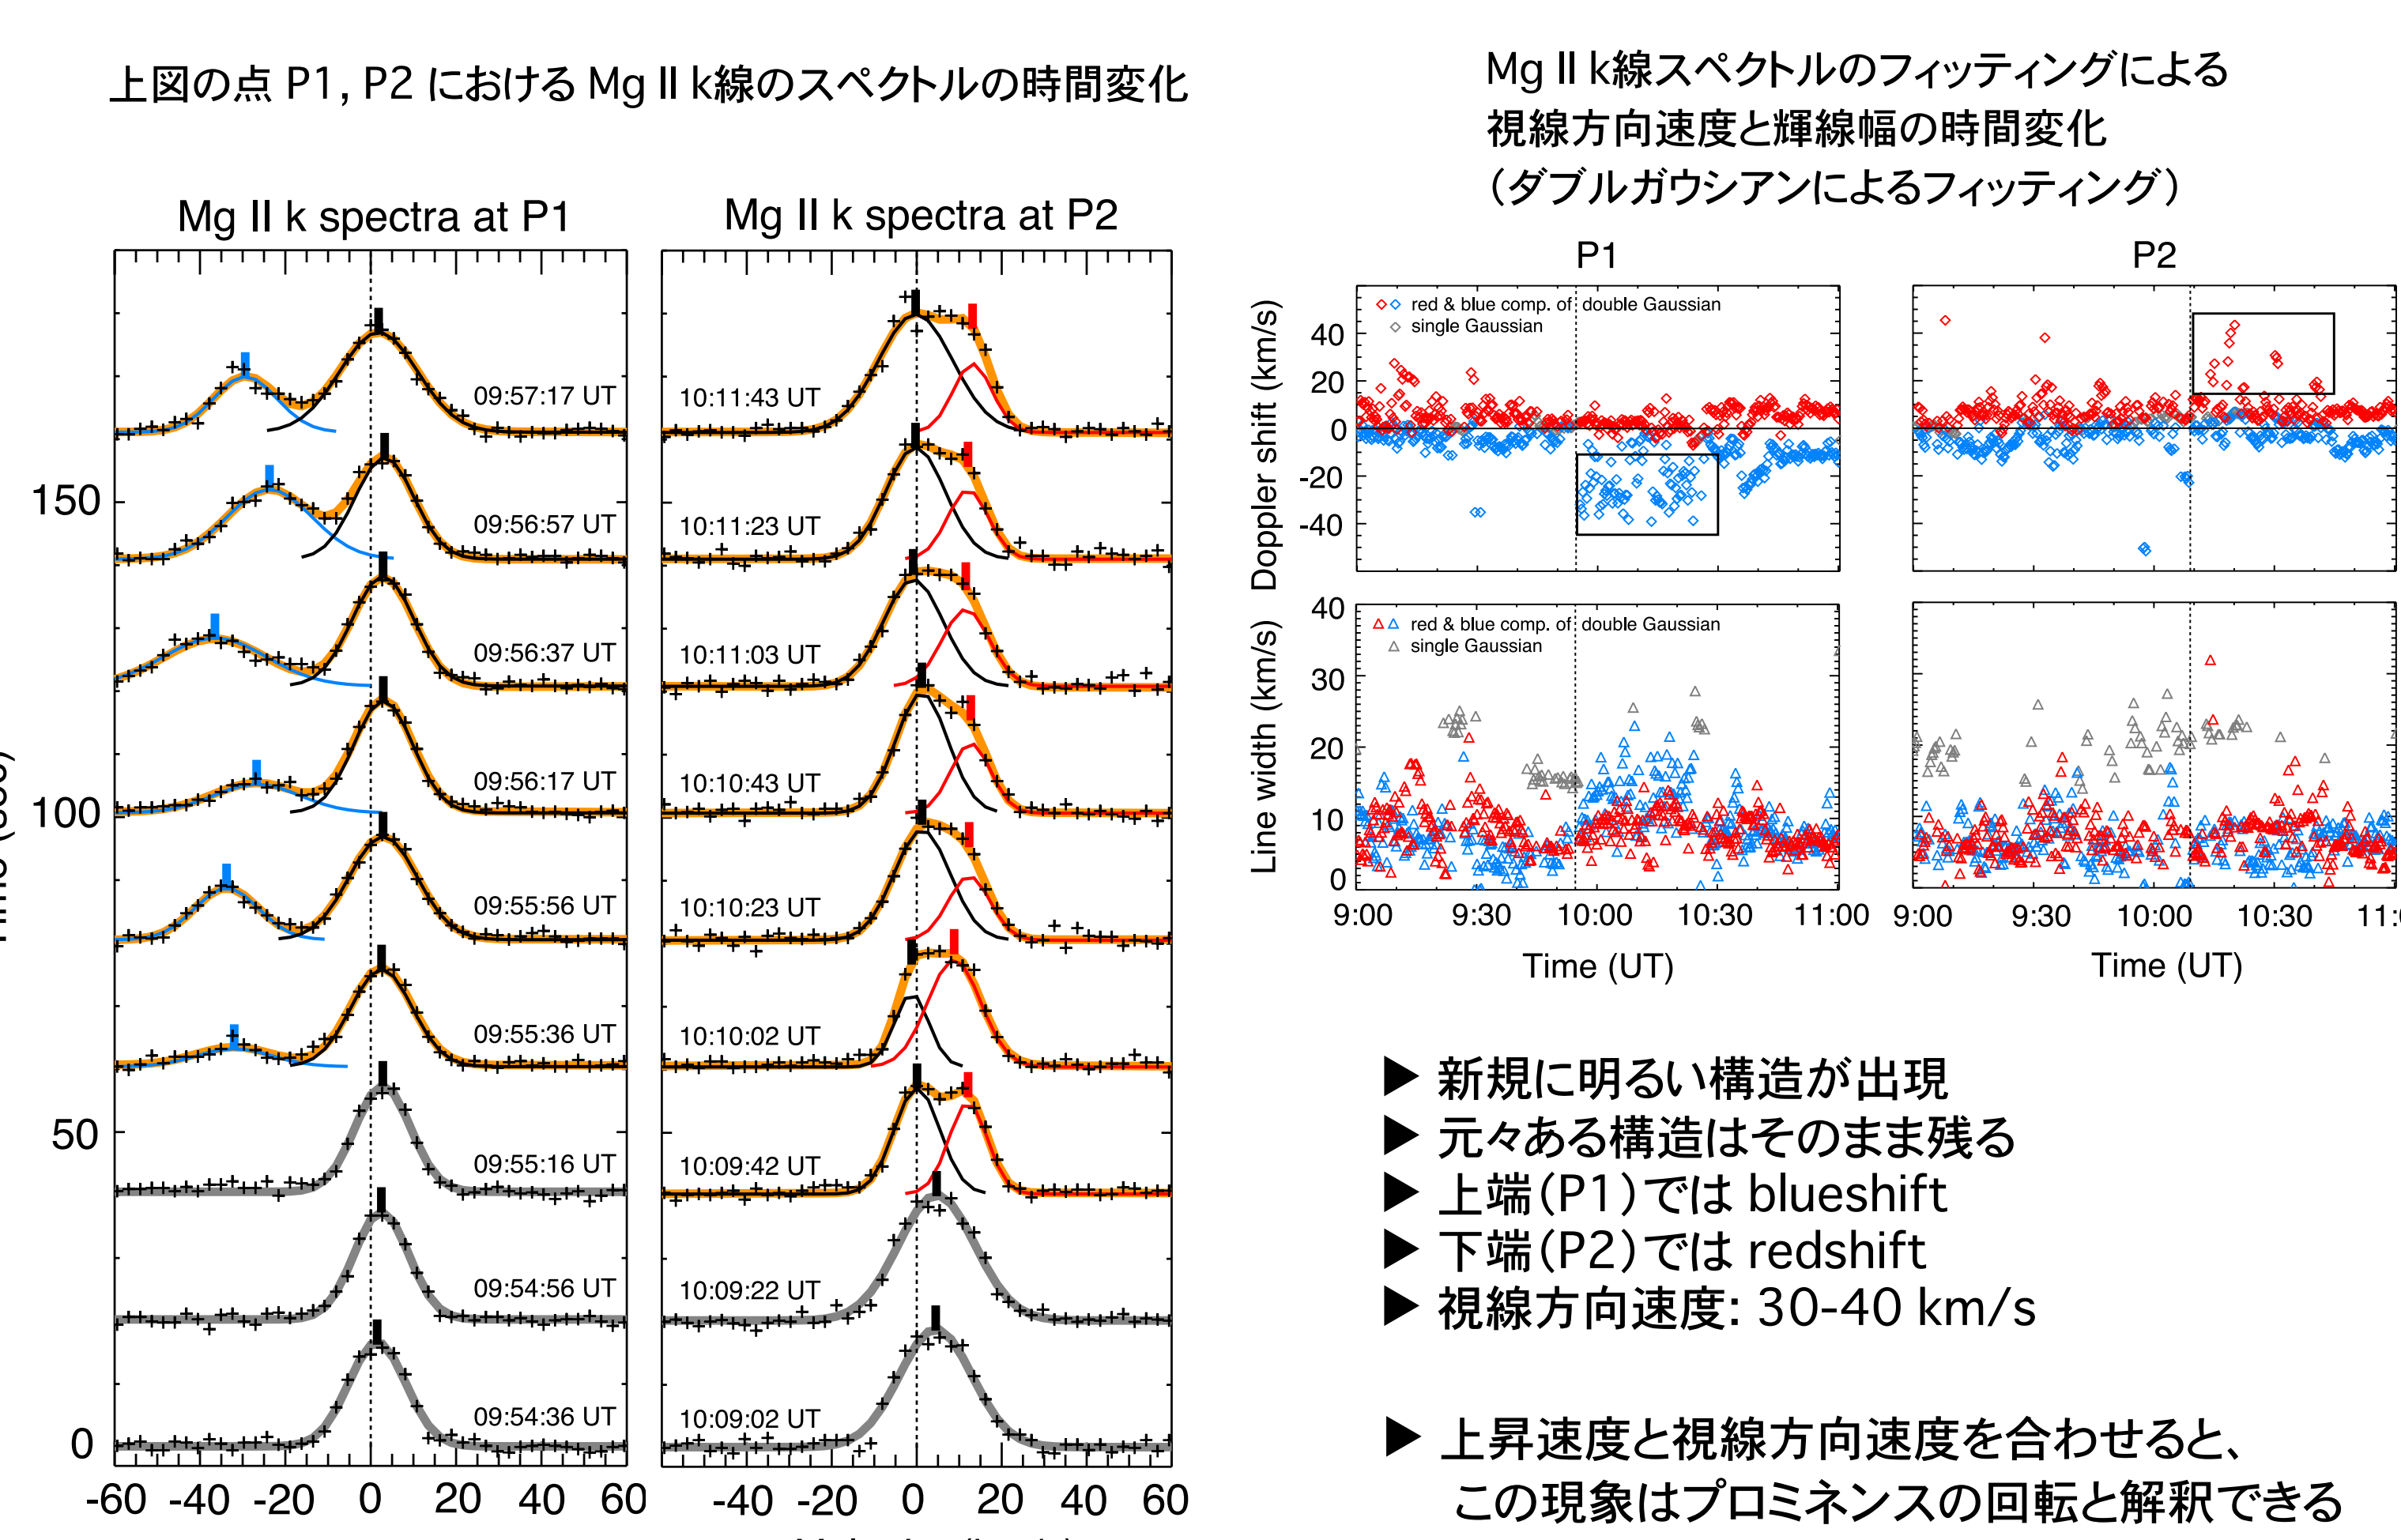 上図の点 P1, P2 における Mg II k線のスペクトルの時間変化
Mg II k spectra at P1
Mg II k spectra at P2
09:57:17 UT
09:56:57 UT
09:56:37 UT
09:56:17 UT
09:55:56 UT
09:55:36 UT
09:55:16 UT
09:54:56 UT
09:54:36 UT
10:11:43 UT
10:11:23 UT
10:11:03 UT
10:10:43 UT
10:10:23 UT
10:10:02 UT
10:09:42 UT
10:09:22 UT
10:09:02 UT
150
100
50
0
-60 -40 -20 0 20 40 60
-40 -20 0 20 40 60
Mg II k線スペクトルのフィッティングによる
視線方向速度と輝線幅の時間変化
（ダブルガウシアンによるフィッティング）
P1
P2
Doppler shift (km/s)
40
20
0
-20
-40
red & blue comp. of double Gaussian
single Gaussian
Line width (km/s)
40
30
20
10
0
red & blue comp. of double Gaussian
single Gaussian
9:00 9:30 10:00 10:30 11:00
9:00 9:30 10:00 10:30
Time (UT)
Time (UT)
▶ 新規に明るい構造が出現
▶ 元々ある構造はそのまま残る
▶ 上端（P1）では blueshift
▶ 下端（P2）では redshift
▶ 視線方向速度: 30-40 km/s
▶ 上昇速度と視線方向速度を合わせると、
この現象はプロミネンスの回転と解釈できる